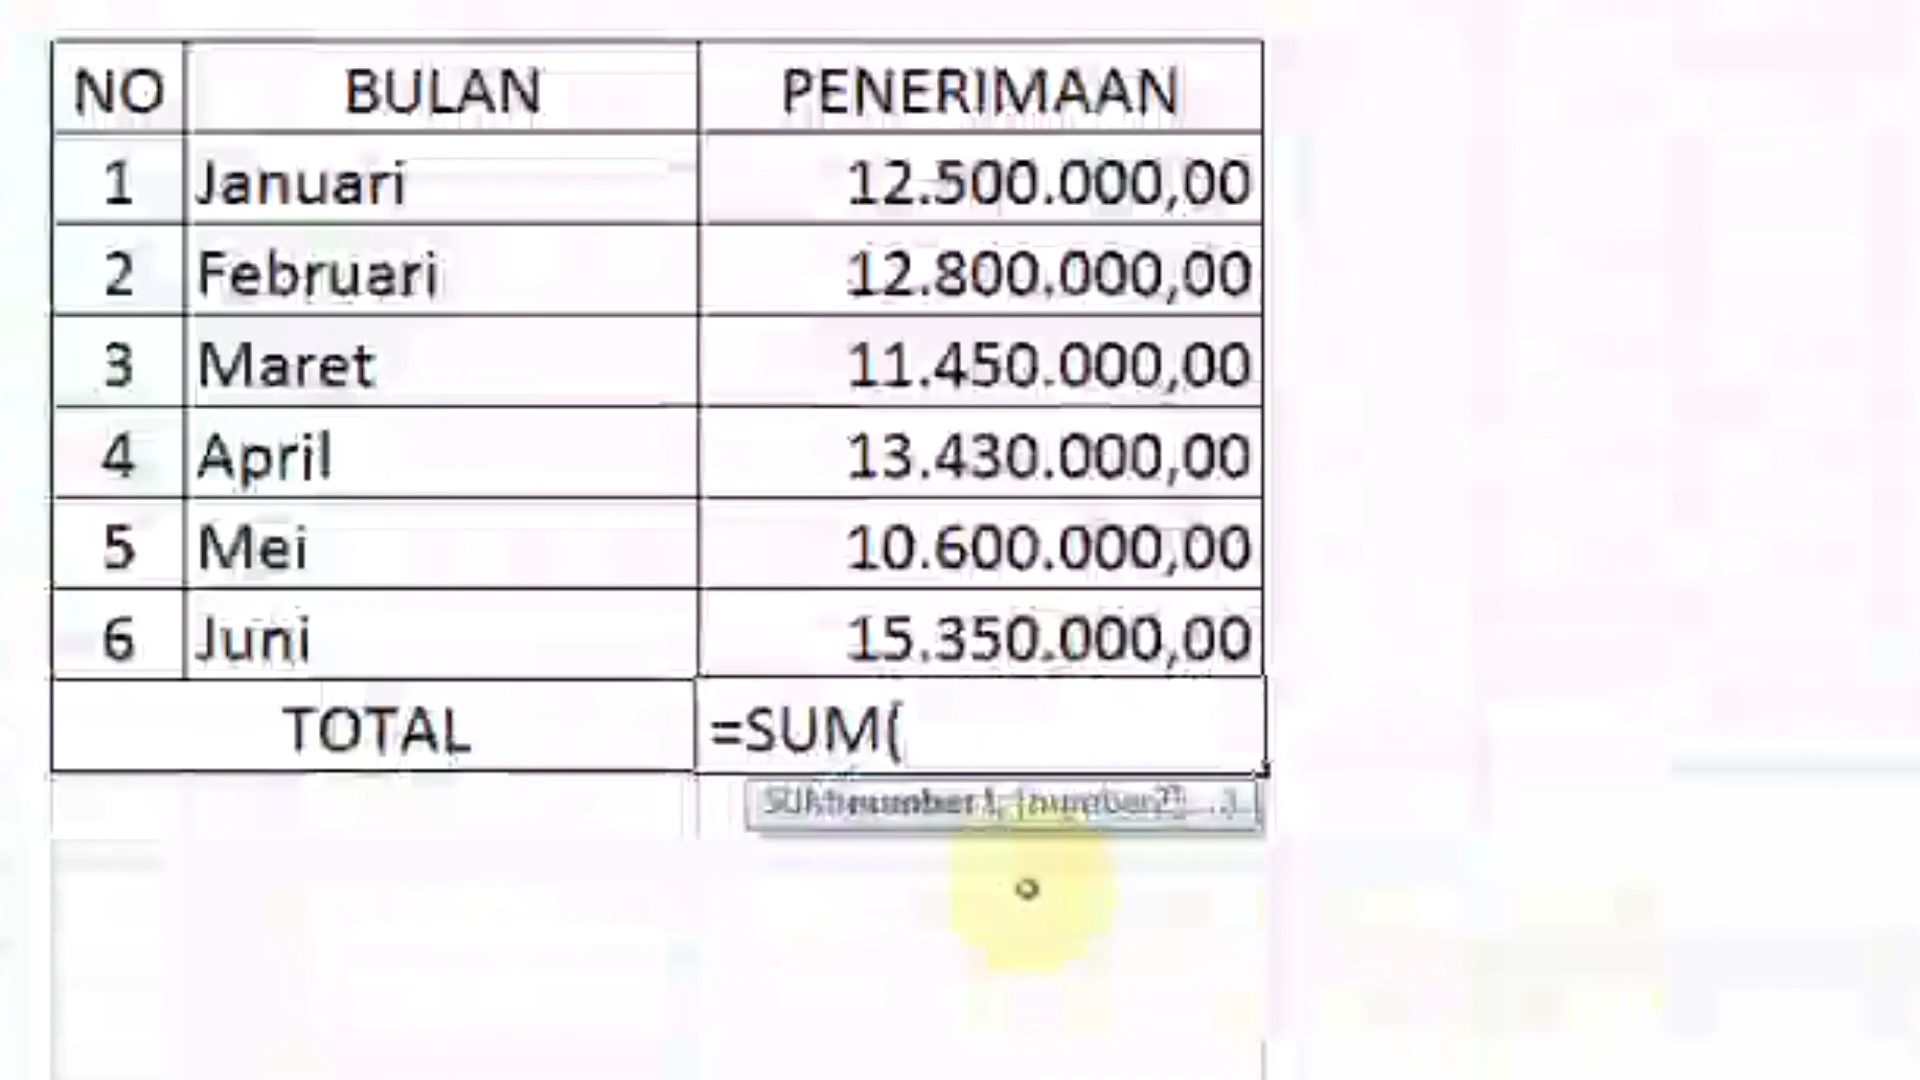 NO BULAN PENERIMAAN
1 Januari 12.500.000,00
2 Februari 12.800.000,00
3 Maret 11.450.000,00
4 April 13.430.000,00
5 Mei 10.600.000,00
6 Juni 15.350.000,00
TOTAL =SUM(